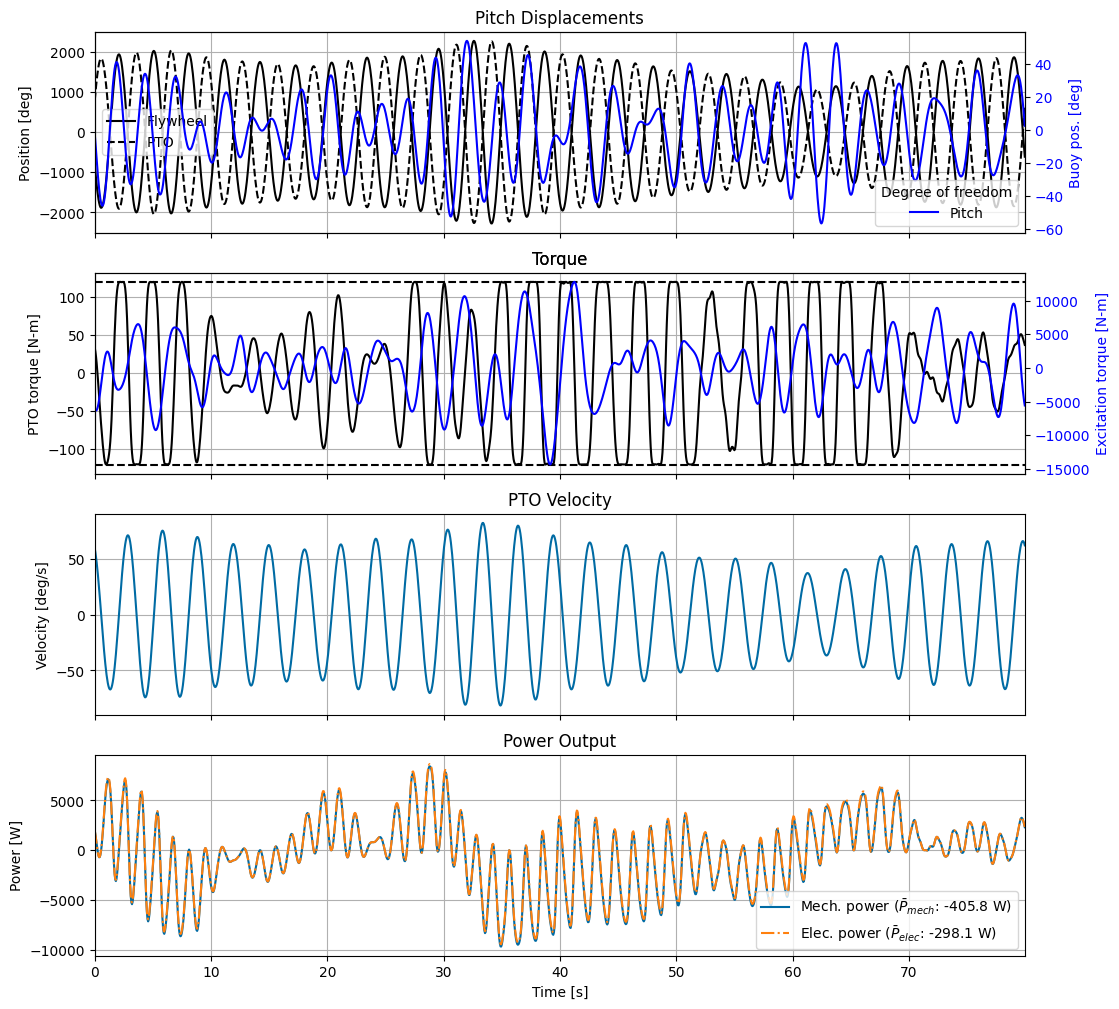 Pitch Displacements
Position [deg]
2000
1000
0
−1000
−2000
Flywheel
PTO
40
20
0
−20
−40
−60
Buoy pos. [deg]
Degree of freedom
Pitch
Torque
PTO torque [N-m]
100
50
0
−50
−100
10000
5000
0
−5000
−10000
−15000
Excitation torque [N-m]
PTO Velocity
Velocity [deg/s]
50
0
−50
Power Output
Power [W]
5000
0
−5000
−10000
Mech. power (P̄mech: -405.8 W)
Elec. power (P̄elec: -298.1 W)
0 10 20 30 40 50 60 70
Time [s]